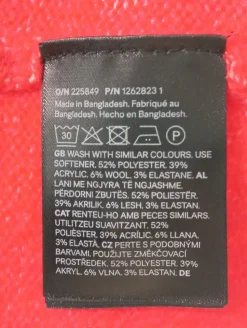 O/N 225849 P/N 1262823 1
Made in Bangladesh. Fabriqué au
Bangladesh. Hecho en Bangladesh.
30 P
GB WASH WITH SIMILAR COLOURS. USE
SOFTENER. 52% POLYESTER. 39%
ACRYLIC. 6% WOOL. 3% ELASTANE. AL
LANI ME NGJYRA TË NGJASHME.
PËRDORNI ZBUTËS. 52% POLIESTËR.
39% AKRILIK. 6% LESH. 3% ELASTAN.
CAT RENTEU-HO AMB PECES SIMILARS.
UTILITZEU SUAVITZANT. 52%
POLIÈSTER. 39% ACRÍLIC. 6% LLANA.
3% ELASTÀ. CZ PERTE S PODOBNÝMI
BARVAMI. POUŽIJTE ZMĚKČOVACÍ
PROSTŘEDEK. 52% POLYESTER. 39%
AKRYL. 6% VLNA. 3% ELASTAN. DE